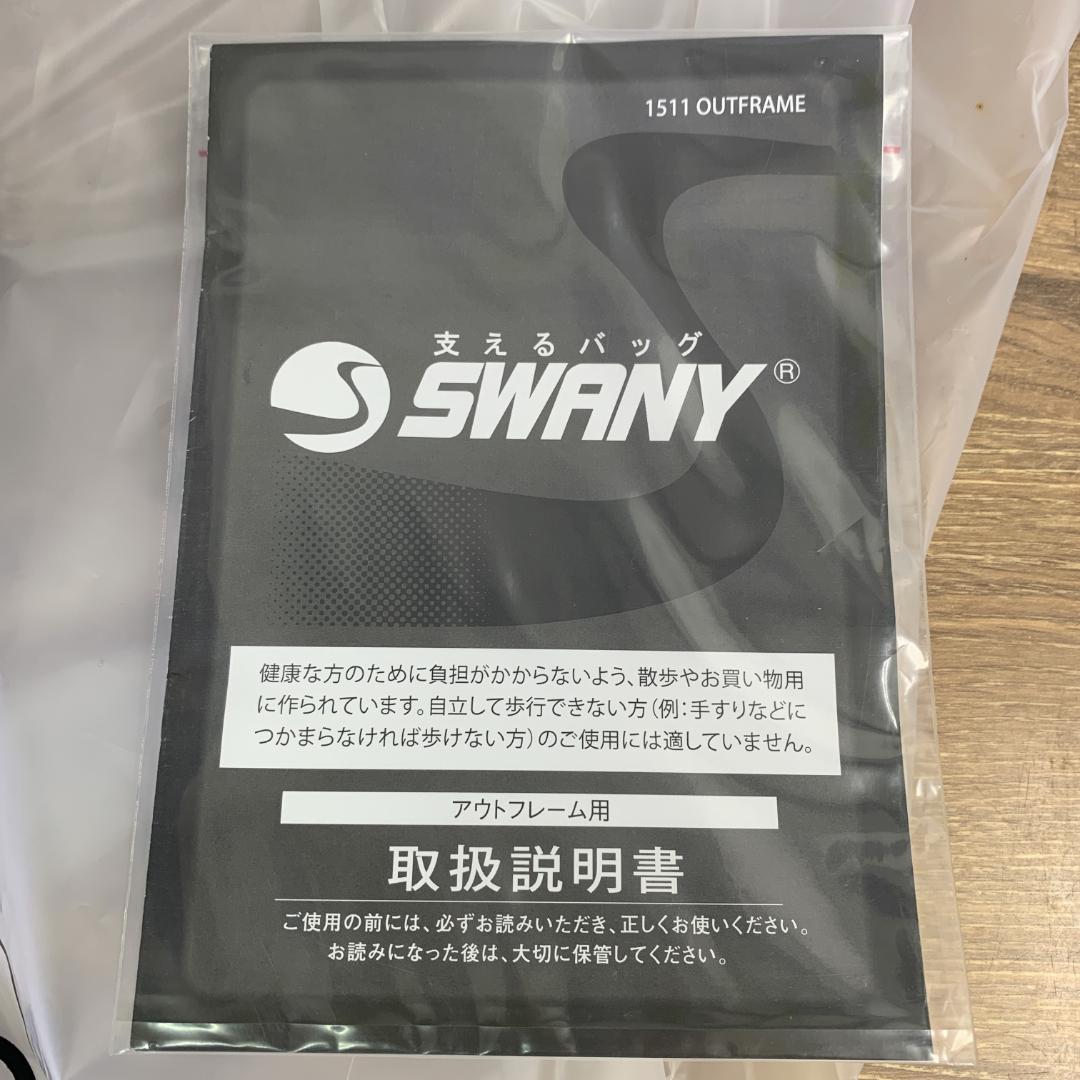 1511 OUTFRAME
支えるバッグ
SWANY®
健康な方のために負担がかからないよう、散歩やお買い物用
に作られています。自立して歩行できない方（例：手すりなどに
つかまらなければ歩けない方）のご使用には適していません。
アウトフレーム用
取扱説明書
ご使用の前には、必ずお読みいただき、正しくお使いください。
お読みになった後は、大切に保管してください。